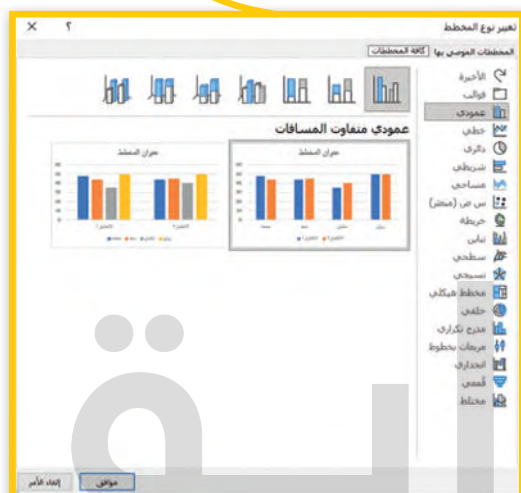 تغيير نوع المخطط
؟ ×
المخططات الموصى بها كافة المخططات
الأخيرة
قوالب
عمودي
خطي
دائري
شريطي
مساحي
س ص (مبعثر)
خريطة
تباين
سطحي
نسيجي
مخطط هيكلي
حلقي
مدرج تكراري
مربعات بخطوط
انحداري
قمعي
مختلط
عمودي متفاوت المسافات
عنوان المخطط
عنوان المخطط
موافق
إلغاء الأمر